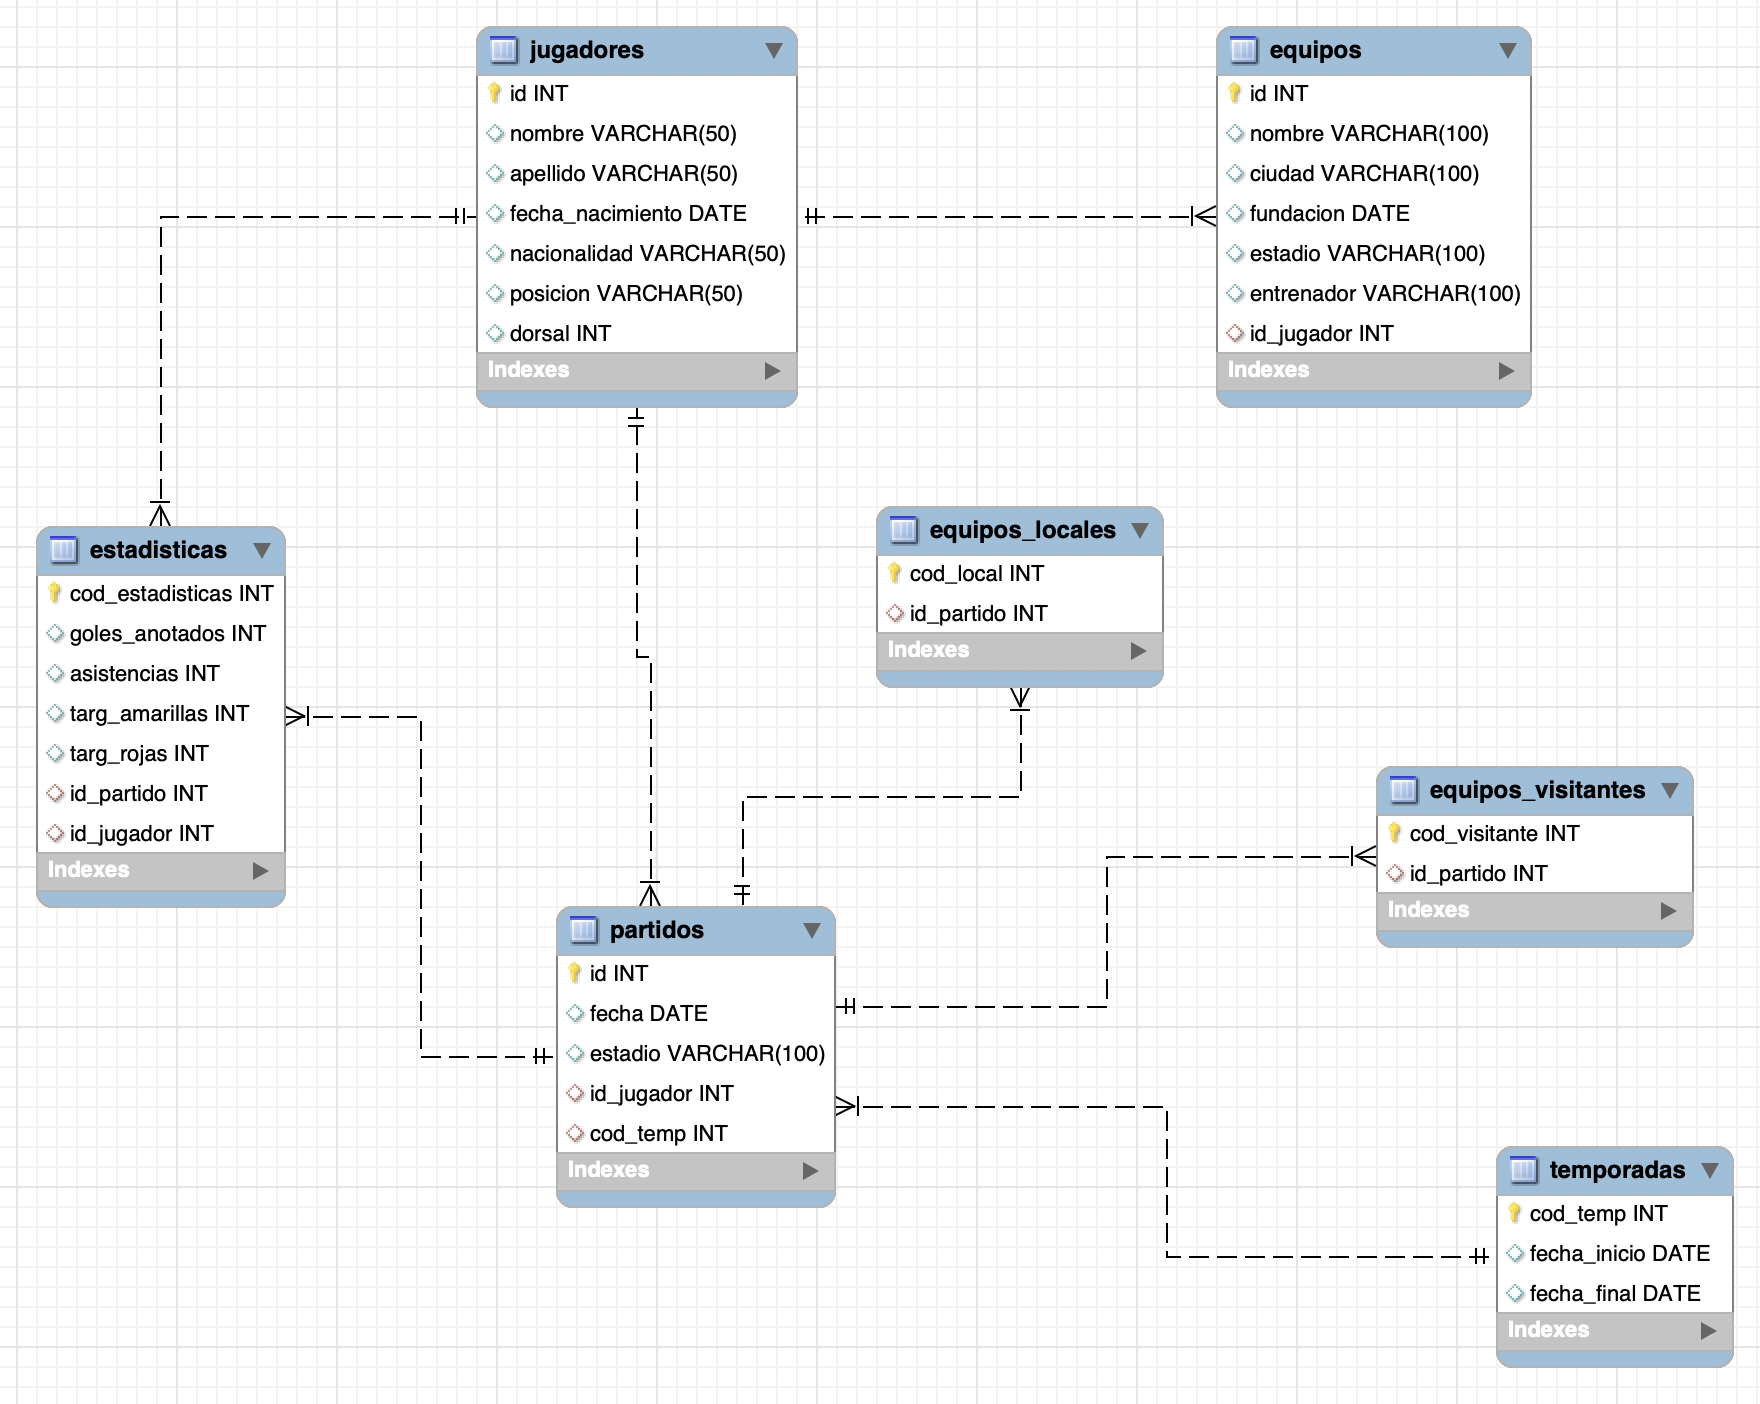 jugadores
id INT
nombre VARCHAR(50)
apellido VARCHAR(50)
fecha_nacimiento DATE
nacionalidad VARCHAR(50)
posicion VARCHAR(50)
dorsal INT
Indexes
equipos
id INT
nombre VARCHAR(100)
ciudad VARCHAR(100)
fundacion DATE
estadio VARCHAR(100)
entrenador VARCHAR(100)
id_jugador INT
Indexes
estadisticas
cod_estadisticas INT
goles_anotados INT
asistencias INT
targ_amarillas INT
targ_rojas INT
id_partido INT
id_jugador INT
Indexes
equipos_locales
cod_local INT
id_partido INT
Indexes
equipos_visitantes
cod_visitante INT
id_partido INT
Indexes
partidos
id INT
fecha DATE
estadio VARCHAR(100)
id_jugador INT
cod_temp INT
Indexes
temporadas
cod_temp INT
fecha_inicio DATE
fecha_final DATE
Indexes